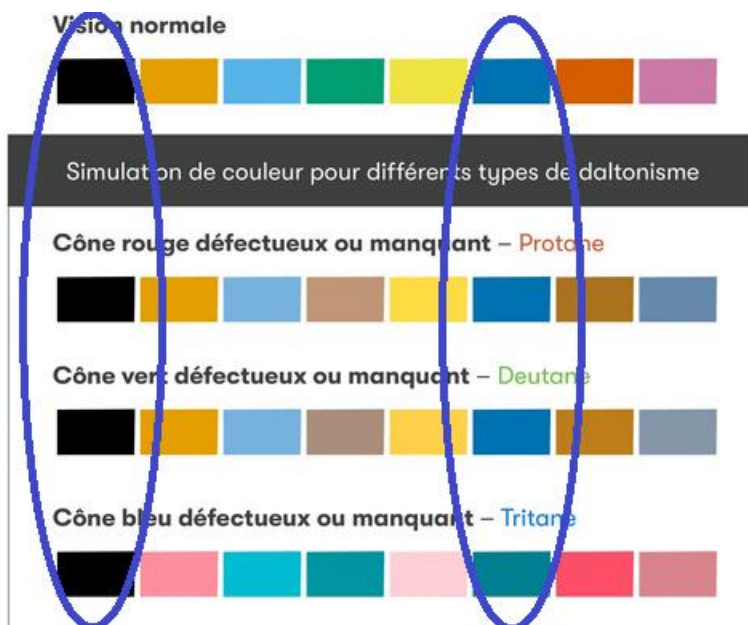 Vision normale
Simulation de couleur pour différents types de daltonisme
Cône rouge défectueux ou manquant – Protane
Cône vert défectueux ou manquant – Deutane
Cône bleu défectueux ou manquant – Tritane